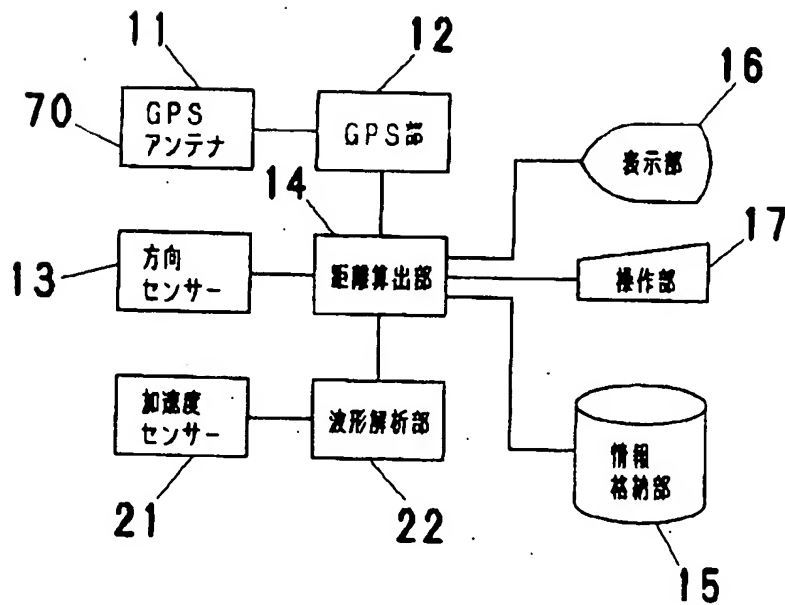 11
12
16
70
GPS
アンテナ
GPS部
表示部
14
17
13
方向
センサー
距離算出部
操作部
加速度
センサー
波形解析部
情報
格納部
21
22
15